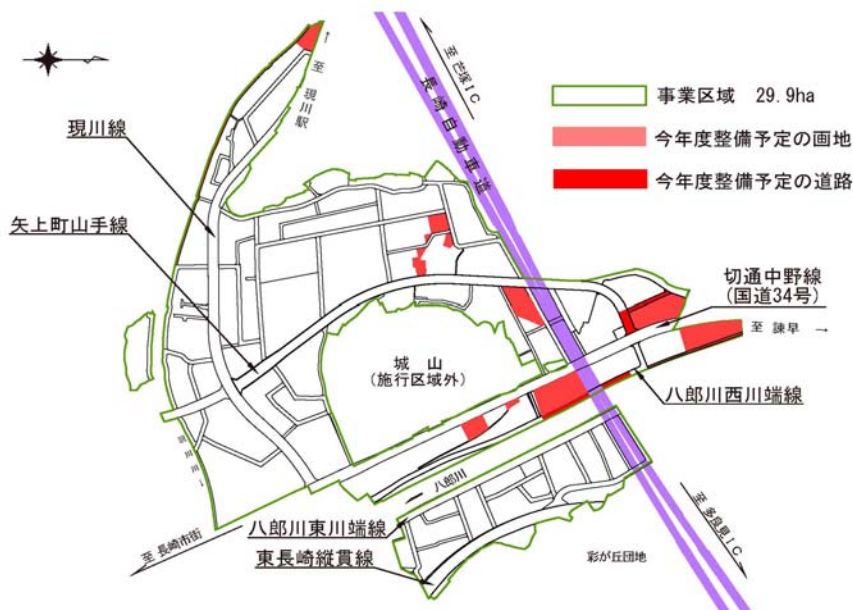 至 芒塚IC
長崎自動車道
至 現川駅
事業区域 29.9ha
今年度整備予定の画地
今年度整備予定の道路
現川線
矢上町山手線
切通中野線
(国道34号)
至 諫早 →
城山
(施行区域外)
八郎川西川端線
現川川
八郎川
至 長崎市街
八郎川東川端線
東長崎縦貫線
彩が丘団地
至 多良見IC